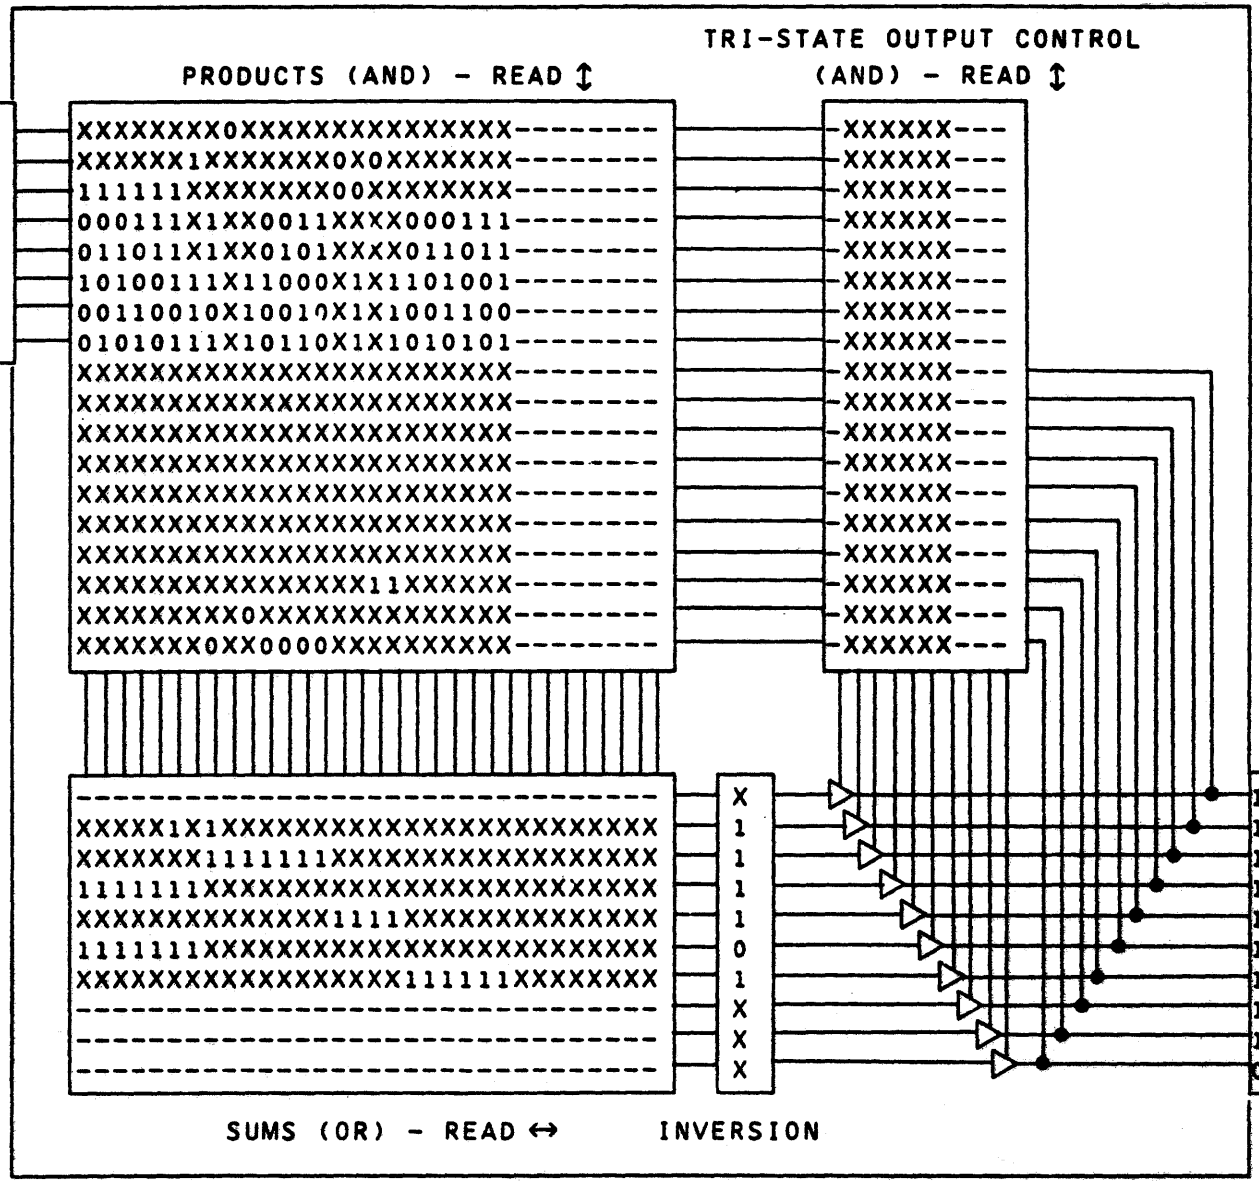 TRI-STATE OUTPUT CONTROL
PRODUCTS (AND) - READ ↕ (AND) - READ ↕
XXXXXXXX0XXXXXXXXXXXXXXX-------- -XXXXXX---
XXXXXX1XXXXXXX0X0XXXXXXX-------- -XXXXXX---
111111XXXXXXXX00XXXXXXXX-------- -XXXXXX---
000111X1XX0011XXXX000111-------- -XXXXXX---
011011X1XX0101XXXX011011-------- -XXXXXX---
10100111X11000X1X1101001-------- -XXXXXX---
00110010X10010X1X1001100-------- -XXXXXX---
01010111X10110X1X1010101-------- -XXXXXX---
XXXXXXXXXXXXXXXXXXXXXXXX-------- -XXXXXX---
XXXXXXXXXXXXXXXXXXXXXXXX-------- -XXXXXX---
XXXXXXXXXXXXXXXXXXXXXXXX-------- -XXXXXX---
XXXXXXXXXXXXXXXXXXXXXXXX-------- -XXXXXX---
XXXXXXXXXXXXXXXXXXXXXXXX-------- -XXXXXX---
XXXXXXXXXXXXXXXXXXXXXXXX-------- -XXXXXX---
XXXXXXXXXXXXXXXXXXXXXXXX-------- -XXXXXX---
XXXXXXXXXXXXXXXX11XXXXXX-------- -XXXXXX---
XXXXXXXXX0XXXXXXXXXXXXXX-------- -XXXXXX---
XXXXXXX0XX0000XXXXXXXXXX-------- -XXXXXX---
-------------------------------- X
XXXXX1X1XXXXXXXXXXXXXXXXXXXXXXXX 1
XXXXXXX1111111XXXXXXXXXXXXXXXXXX 1
1111111XXXXXXXXXXXXXXXXXXXXXXXXX 1
XXXXXXXXXXXXXX1111XXXXXXXXXXXXXX 1
1111111XXXXXXXXXXXXXXXXXXXXXXXXX 0
XXXXXXXXXXXXXXXXXX111111XXXXXXXX 1
-------------------------------- X
-------------------------------- X
-------------------------------- X
SUMS (OR) - READ ↔ INVERSION